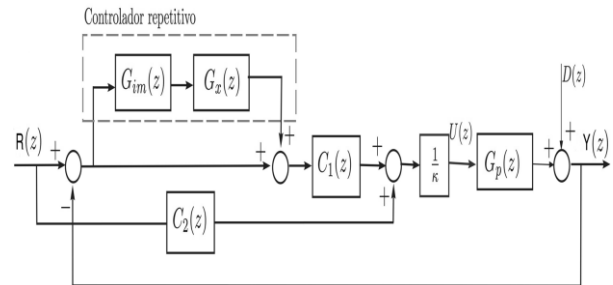 Controlador repetitivo
G_im(z)
G_x(z)
D(z)
R(z)
+
+
+
+
C_1(z)
+
1/κ
U(z)
G_p(z)
+
+
Y(z)
−
C_2(z)
+